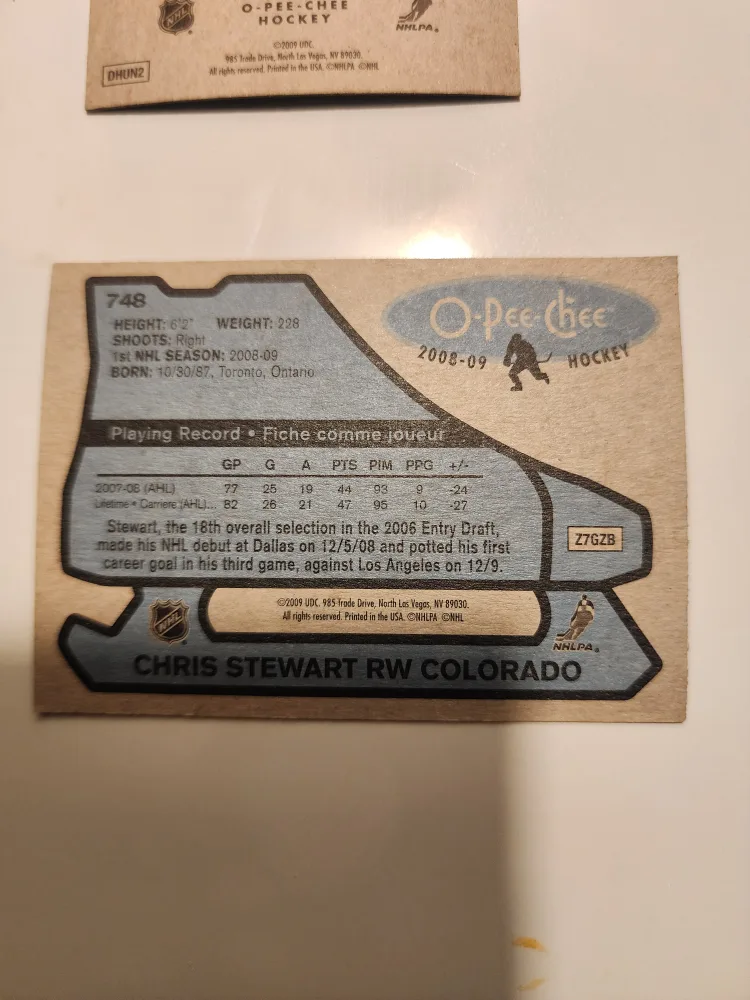 O-PEE-CHEE
HOCKEY
NHL
NHLPA.
©2009 UDC.
985 Trade Drive, North Las Vegas, NV 89030.
All rights reserved. Printed in the USA. ©NHLPA ©NHL
DHUN2
748
HEIGHT: 6'2" WEIGHT: 228
SHOOTS: Right
1st NHL SEASON: 2008-09
BORN: 10/30/87, Toronto, Ontario
O-Pee-Chee
2008-09 HOCKEY
Playing Record • Fiche comme joueur
GP G A PTS PIM PPG +/-
2007-08 (AHL) 77 25 19 44 93 9 -24
Lifetime • Carriere (AHL)... 82 26 21 47 95 10 -27
Stewart, the 18th overall selection in the 2006 Entry Draft,
made his NHL debut at Dallas on 12/5/08 and potted his first
career goal in his third game, against Los Angeles on 12/9.
Z7GZB
©2009 UDC. 985 Trade Drive, North Las Vegas, NV 89030.
All rights reserved. Printed in the USA. ©NHLPA ©NHL
NHL
NHLPA.
CHRIS STEWART RW COLORADO